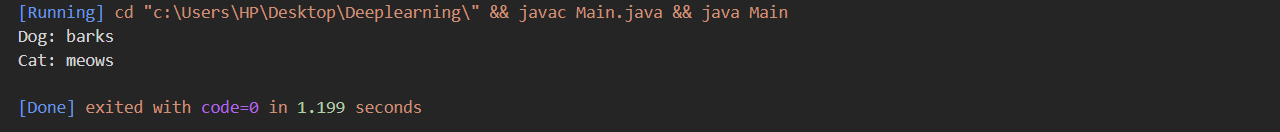 [Running] cd "c:\Users\HP\Desktop\Deeplearning\" && javac Main.java && java Main
Dog: barks
Cat: meows
[Done] exited with code=0 in 1.199 seconds